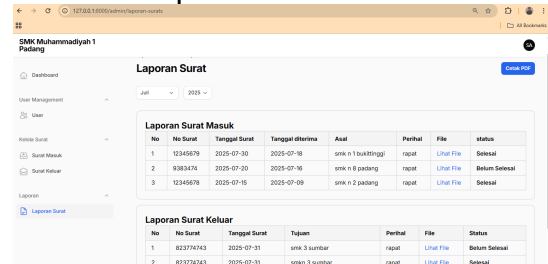 127.0.0.1:8000/admin/laporan-surats
All Bookmarks
SMK Muhammadiyah 1
Padang
SA
Dashboard
User Management
User
Kelola Surat
Surat Masuk
Surat Keluar
Laporan
Laporan Surat
Laporan Surat
Cetak PDF
Juli 2025
Laporan Surat Masuk
No No Surat Tanggal Surat Tanggal diterima Asal Perihal File status
1 12345679 2025-07-30 2025-07-18 smk n 1 bukittinggi rapat Lihat File Selesai
2 9383474 2025-07-20 2025-07-16 smk n 8 padang rapat Lihat File Belum Selesai
3 12345678 2025-07-15 2025-07-09 smk n 2 padang rapat Lihat File Selesai
Laporan Surat Keluar
No No Surat Tanggal Surat Tujuan Perihal File Status
1 823774743 2025-07-31 smk 3 sumbar rapat Lihat File Belum Selesai
2 823774743 2025-07-31 smkn 3 sumbar rapat Lihat File Selesai